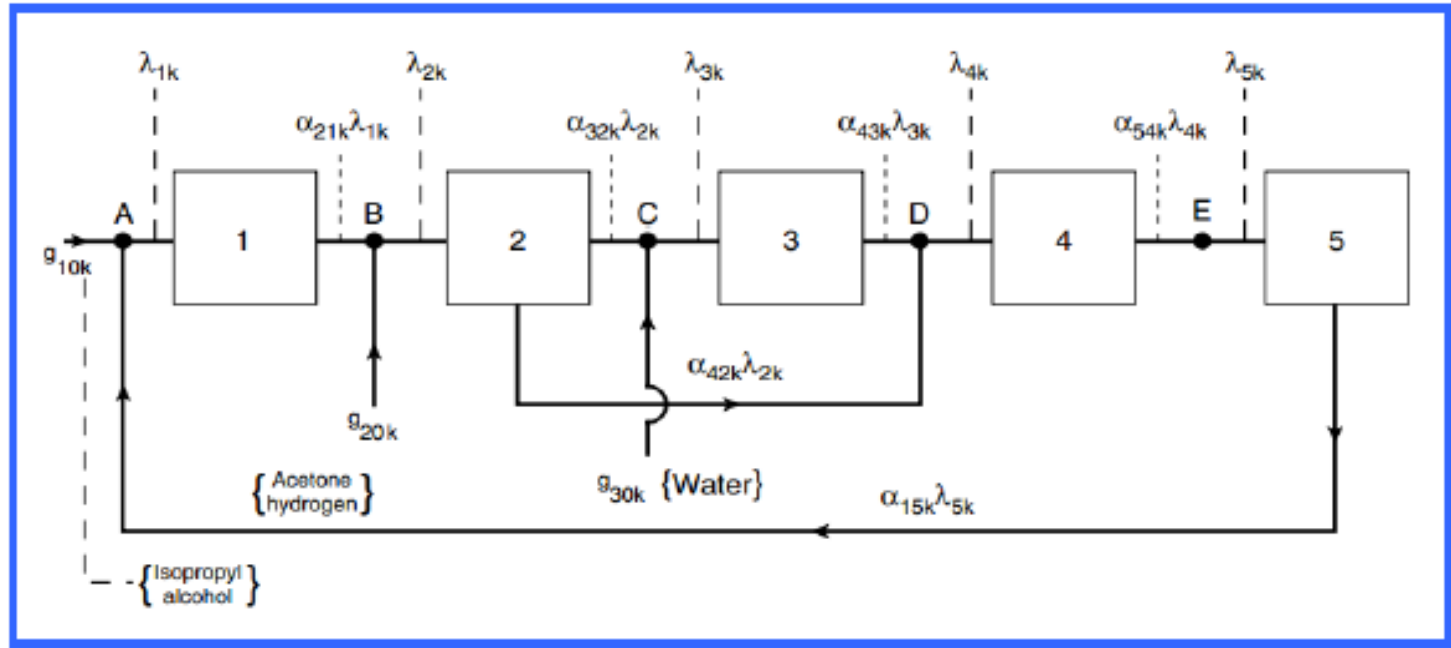 λ1k λ2k λ3k λ4k λ5k
α21kλ1k α32kλ2k α43kλ3k α54kλ4k
A B C D E
1 2 3 4 5
g10k
α42kλ2k
g20k
{Acetone
hydrogen}
g30k {Water}
α15kλ5k
{Isopropyl
alcohol}